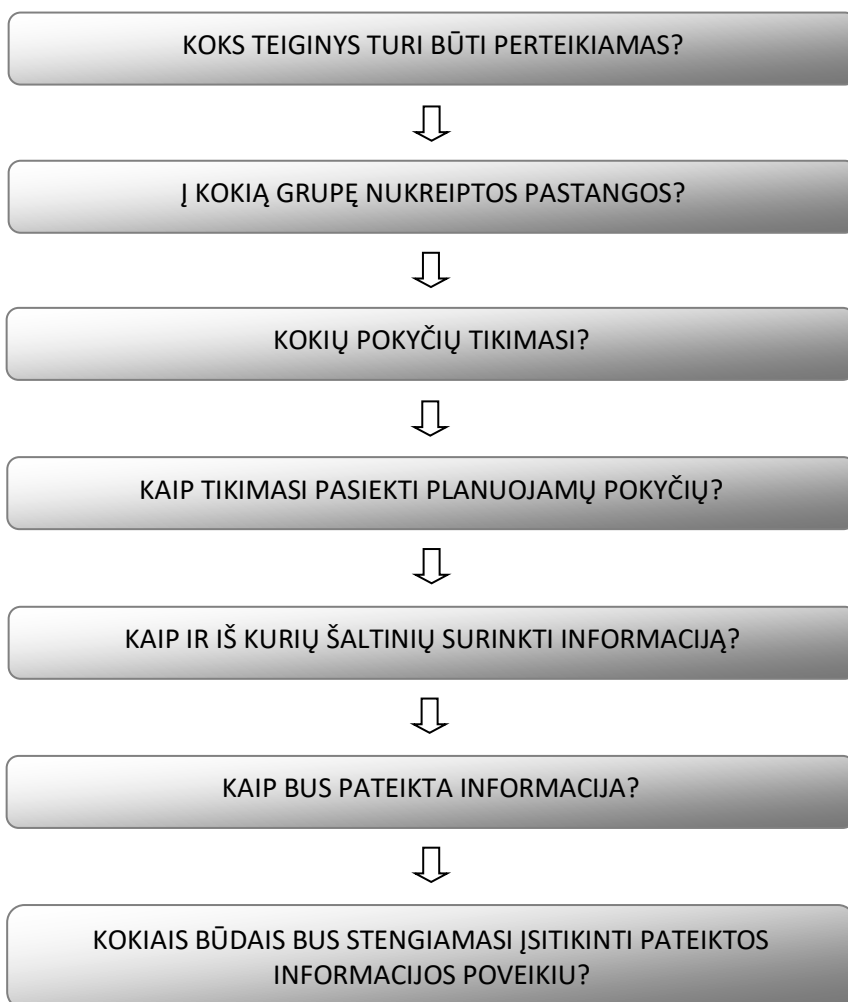 KOKS TEIGINYS TURI BŪTI PERTEIKIAMAS?
Į KOKIĄ GRUPĘ NUKREIPTOS PASTANGOS?
KOKIŲ POKYČIŲ TIKIMASI?
KAIP TIKIMASI PASIEKTI PLANUOJAMŲ POKYČIŲ?
KAIP IR IŠ KURIŲ ŠALTINIŲ SURINKTI INFORMACIJĄ?
KAIP BUS PATEIKTA INFORMACIJA?
KOKIAIS BŪDAIS BUS STENGIAMASI ĮSITIKINTI PATEIKTOS
INFORMACIJOS POVEIKIU?